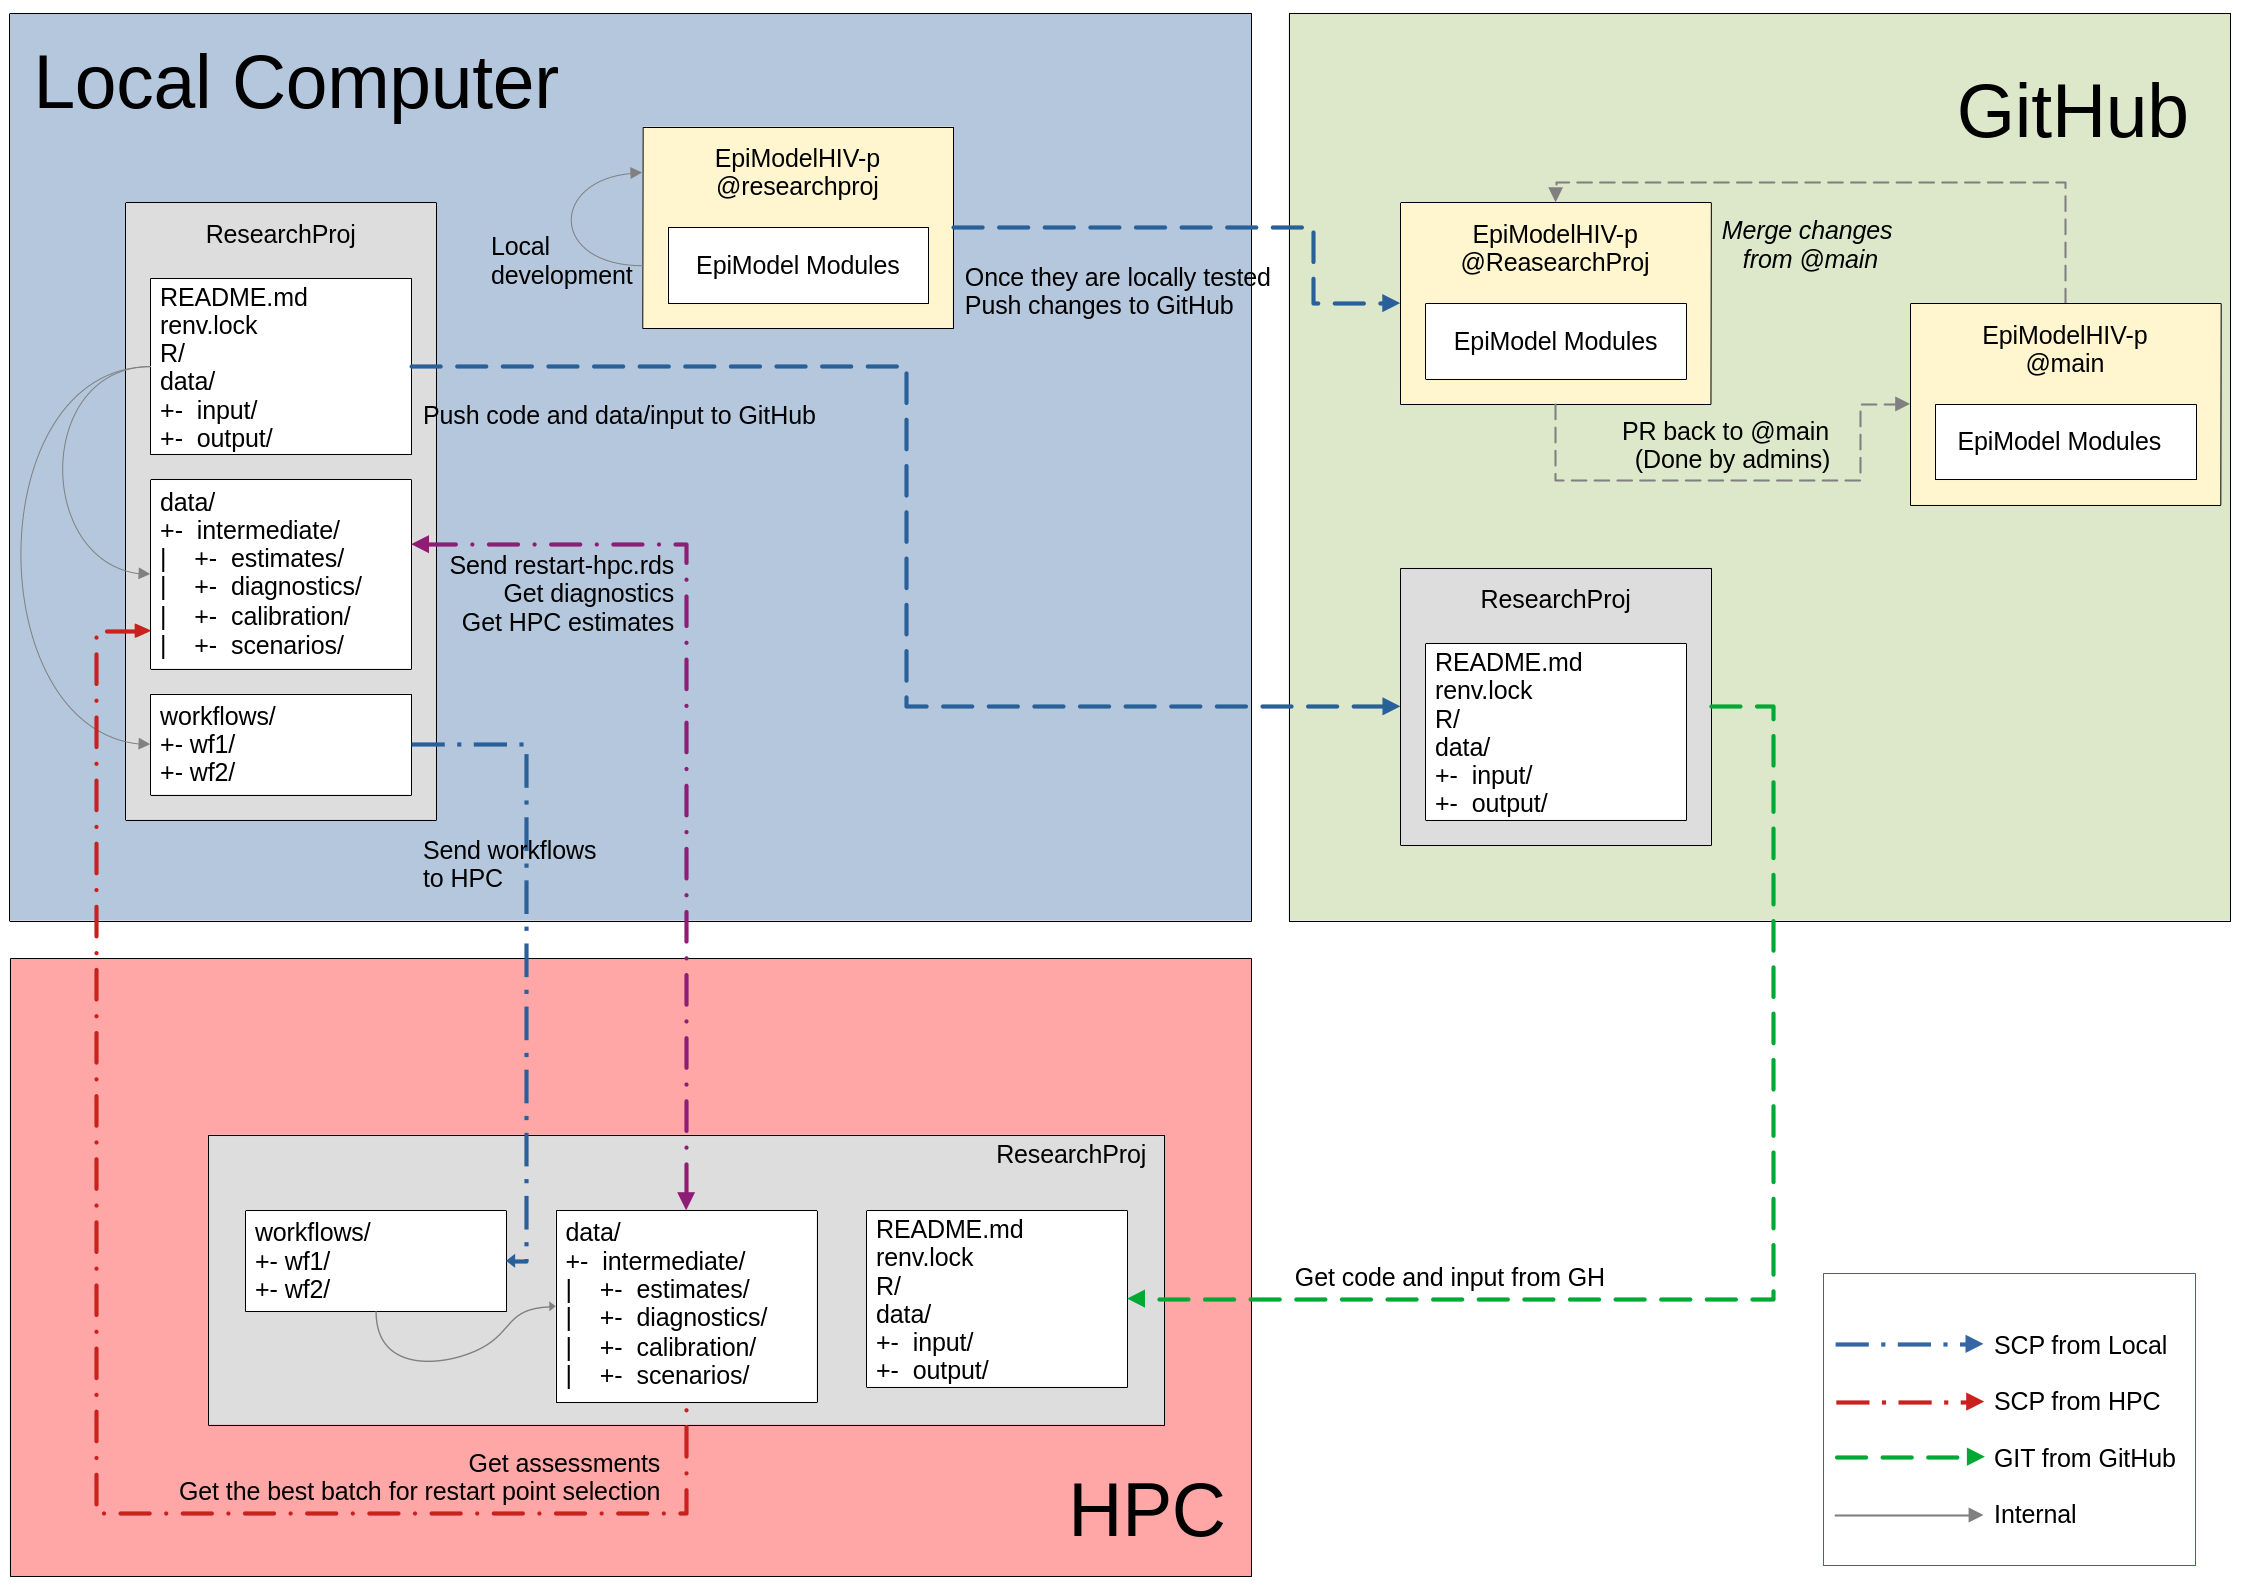 Local Computer
EpiModelHIV-p
@researchproj
EpiModel Modules
Local
development
Once they are locally tested
Push changes to GitHub
ResearchProj
README.md
renv.lock
R/
data/
+-  input/
+-  output/
Push code and data/input to GitHub
data/
+-  intermediate/
|    +-  estimates/
|    +-  diagnostics/
|    +-  calibration/
|    +-  scenarios/
Send restart-hpc.rds
Get diagnostics
Get HPC estimates
workflows/
+- wf1/
+- wf2/
Send workflows
to HPC
GitHub
EpiModelHIV-p
@ReasearchProj
EpiModel Modules
Merge changes
from @main
EpiModelHIV-p
@main
EpiModel Modules
PR back to @main
(Done by admins)
ResearchProj
README.md
renv.lock
R/
data/
+-  input/
+-  output/
ResearchProj
workflows/
+- wf1/
+- wf2/
data/
+-  intermediate/
|    +-  estimates/
|    +-  diagnostics/
|    +-  calibration/
|    +-  scenarios/
README.md
renv.lock
R/
data/
+-  input/
+-  output/
Get code and input from GH
Get assessments
Get the best batch for restart point selection
HPC
SCP from Local
SCP from HPC
GIT from GitHub
Internal